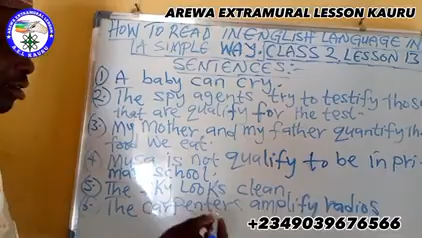 AREWA EXTRAMURAL LESSON KAURU
HOW TO READ IN ENGLISH LANGUAGE IN
A SIMPLE WAY. CLASS 2, LESSON 13
SENTENCES:-
1 A baby can cry.
2. The spy agents try to testify those
that are qualify for the test.
3. My Mother and my father quantify the
food we eat.
4 Musa is not qualify to be in pri-
mary school.
5. The sky looks clean.
6. The carpenters amplify radios
+2349039676566
A.E.L KAURU